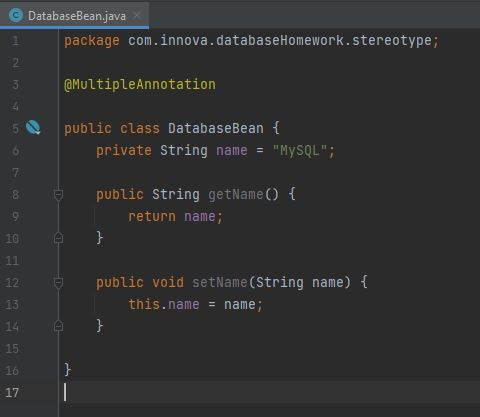 DatabaseBean.java
1 package com.innova.databaseHomework.stereotype;
2
3 @MultipleAnnotation
4
5 public class DatabaseBean {
6 private String name = "MySQL";
7
8 public String getName() {
9 return name;
10 }
11
12 public void setName(String name) {
13 this.name = name;
14 }
15
16 }
17